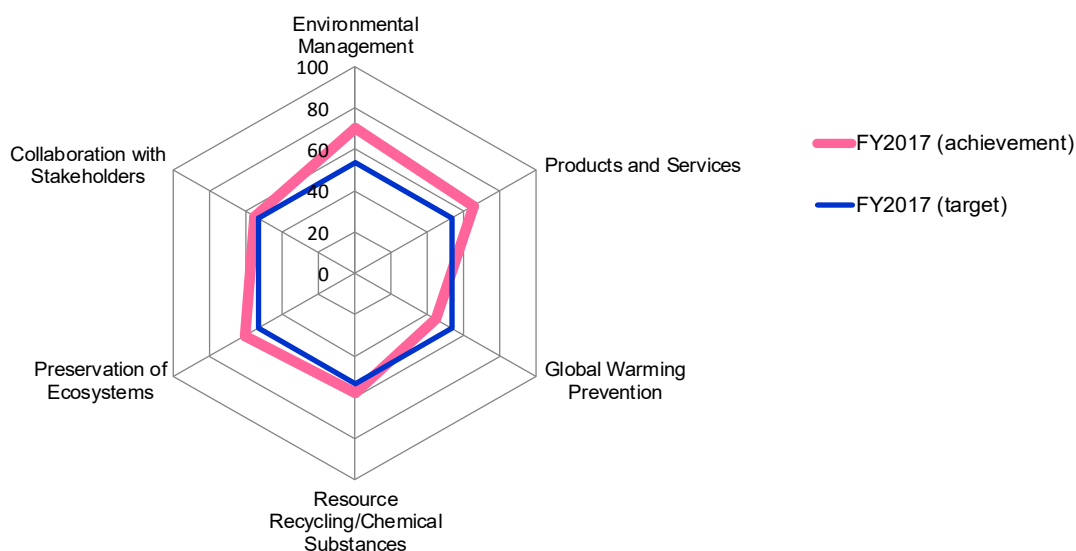 Environmental
Management
100
80
60
40
20
0
Products and Services
Global Warming
Prevention
Resource
Recycling/Chemical
Substances
Preservation of
Ecosystems
Collaboration with
Stakeholders
FY2017 (achievement)
FY2017 (target)